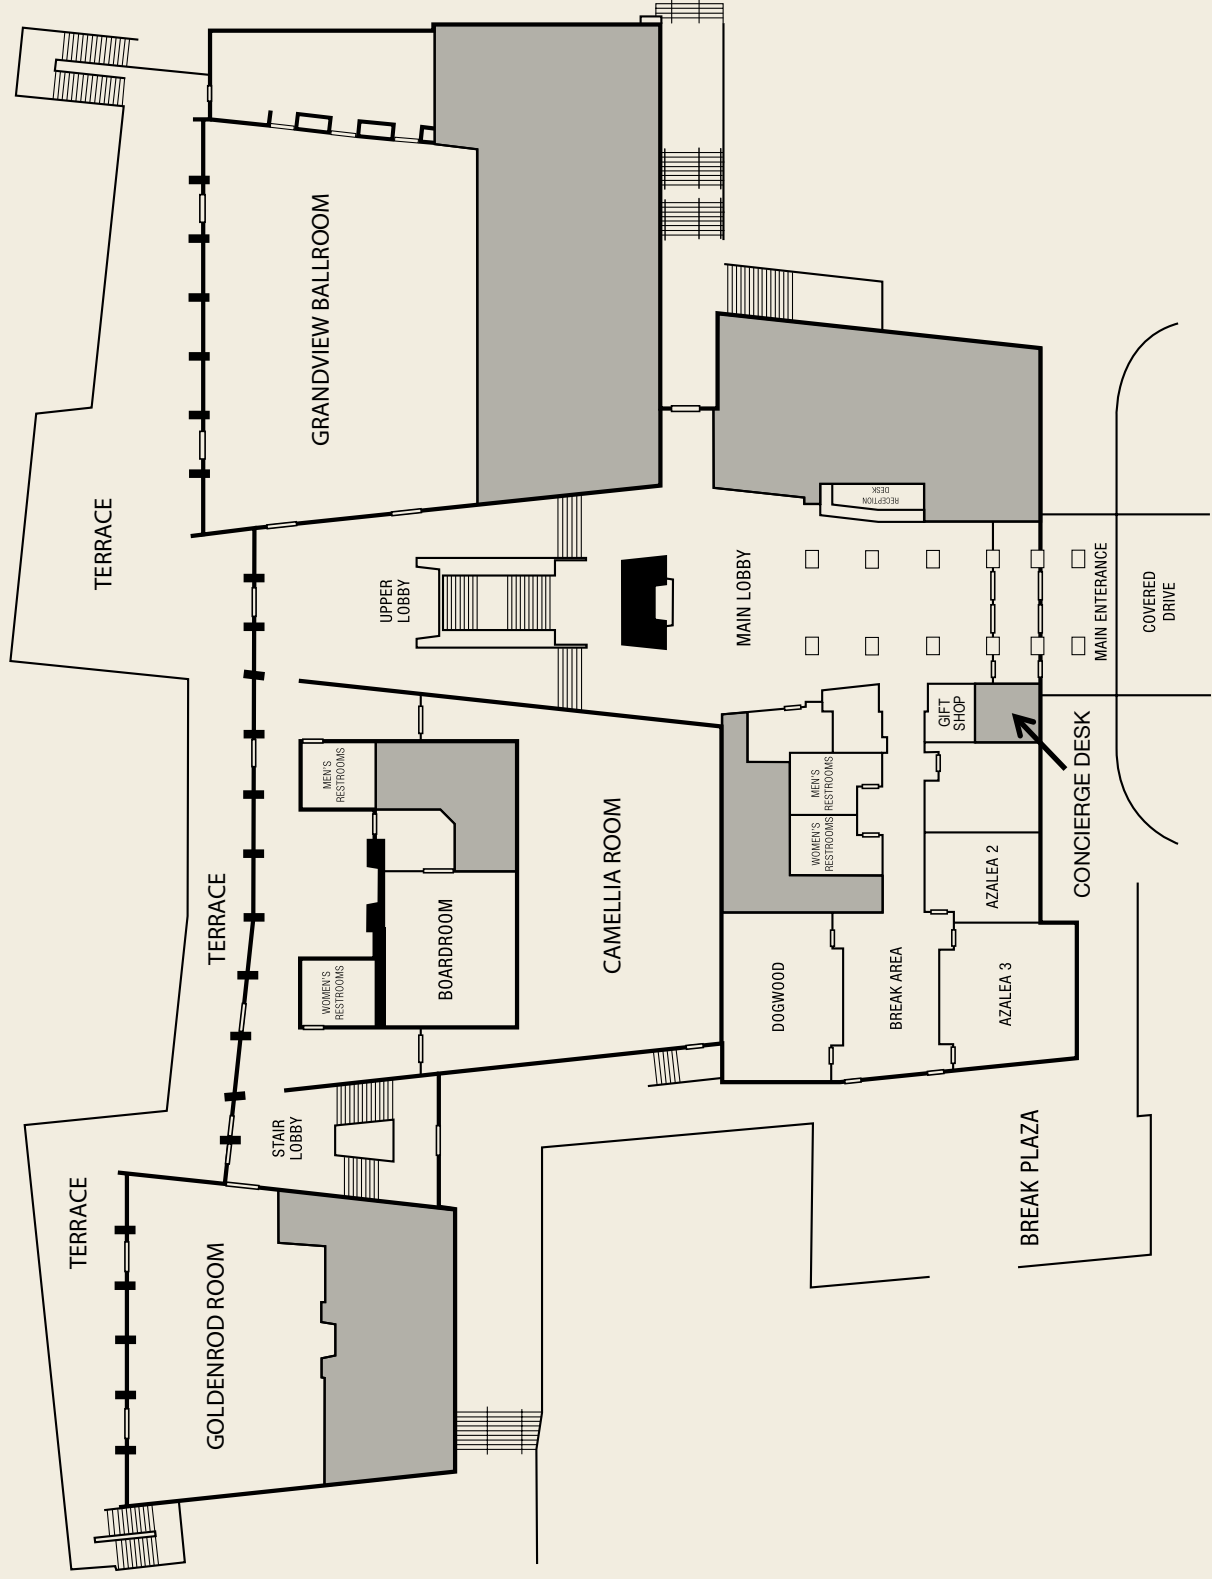 GRANDVIEW BALLROOM
TERRACE
RECEPTION
DESK
UPPER
LOBBY
MAIN LOBBY
MAIN ENTERANCE
COVERED
DRIVE
GIFT
SHOP
CONCIERGE DESK
MEN'S
RESTROOMS
MEN'S
RESTROOMS
WOMEN'S
RESTROOMS
CAMELLIA ROOM
AZALEA 2
TERRACE
BOARDROOM
WOMEN'S
RESTROOMS
DOGWOOD
BREAK AREA
AZALEA 3
STAIR
LOBBY
BREAK PLAZA
TERRACE
GOLDENROD ROOM